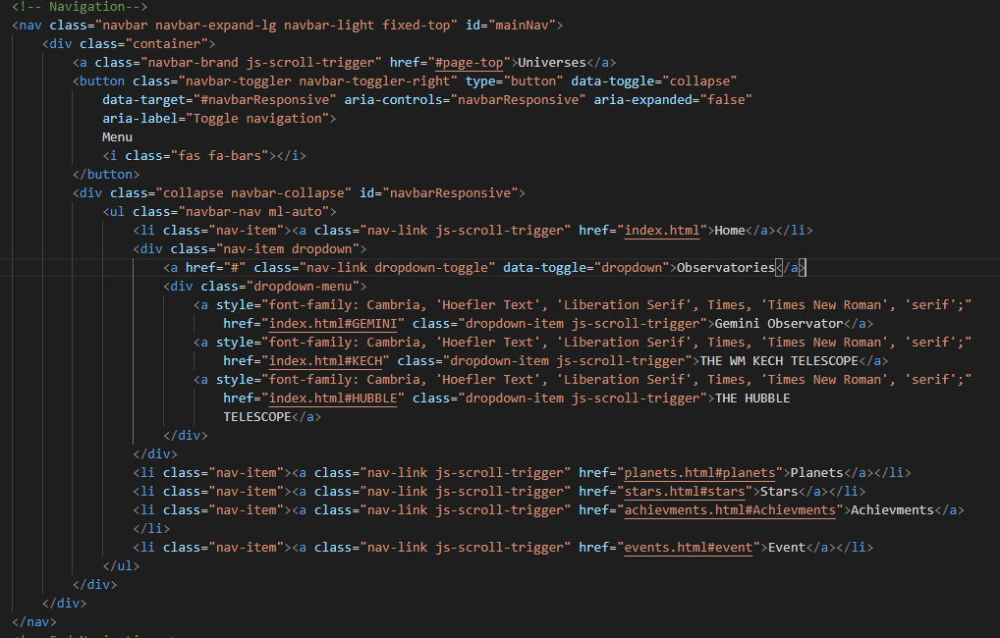 <!-- Navigation-->
<nav class="navbar navbar-expand-lg navbar-light fixed-top" id="mainNav">
<div class="container">
<a class="navbar-brand js-scroll-trigger" href="#page-top">Universes</a>
<button class="navbar-toggler navbar-toggler-right" type="button" data-toggle="collapse"
data-target="#navbarResponsive" aria-controls="navbarResponsive" aria-expanded="false"
aria-label="Toggle navigation">
Menu
<i class="fas fa-bars"></i>
</button>
<div class="collapse navbar-collapse" id="navbarResponsive">
<ul class="navbar-nav ml-auto">
<li class="nav-item"><a class="nav-link js-scroll-trigger" href="index.html">Home</a></li>
<div class="nav-item dropdown">
<a href="#" class="nav-link dropdown-toggle" data-toggle="dropdown">Observatories</a>
<div class="dropdown-menu">
<a style="font-family: Cambria, 'Hoefler Text', 'Liberation Serif', Times, 'Times New Roman', 'serif';"
href="index.html#GEMINI" class="dropdown-item js-scroll-trigger">Gemini Observator</a>
<a style="font-family: Cambria, 'Hoefler Text', 'Liberation Serif', Times, 'Times New Roman', 'serif';"
href="index.html#KECH" class="dropdown-item js-scroll-trigger">THE WM KECH TELESCOPE</a>
<a style="font-family: Cambria, 'Hoefler Text', 'Liberation Serif', Times, 'Times New Roman', 'serif';"
href="index.html#HUBBLE" class="dropdown-item js-scroll-trigger">THE HUBBLE
TELESCOPE</a>
</div>
</div>
<li class="nav-item"><a class="nav-link js-scroll-trigger" href="planets.html#planets">Planets</a></li>
<li class="nav-item"><a class="nav-link js-scroll-trigger" href="stars.html#stars">Stars</a></li>
<li class="nav-item"><a class="nav-link js-scroll-trigger" href="achievments.html#Achievments">Achievments</a>
</li>
<li class="nav-item"><a class="nav-link js-scroll-trigger" href="events.html#event">Event</a></li>
</ul>
</div>
</div>
</nav>